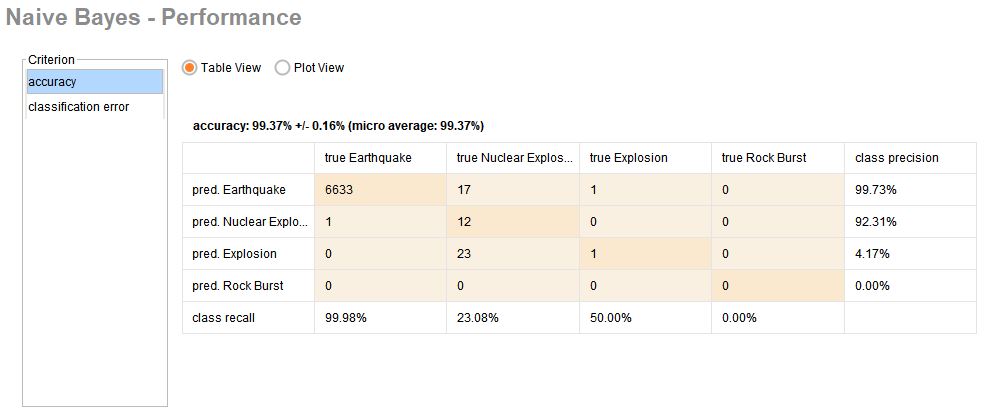 Naive Bayes - Performance
Criterion
accuracy
classification error
Table View Plot View
accuracy: 99.37% +/- 0.16% (micro average: 99.37%)
true Earthquake true Nuclear Explos... true Explosion true Rock Burst class precision
pred. Earthquake 6633 17 1 0 99.73%
pred. Nuclear Explo... 1 12 0 0 92.31%
pred. Explosion 0 23 1 0 4.17%
pred. Rock Burst 0 0 0 0 0.00%
class recall 99.98% 23.08% 50.00% 0.00%